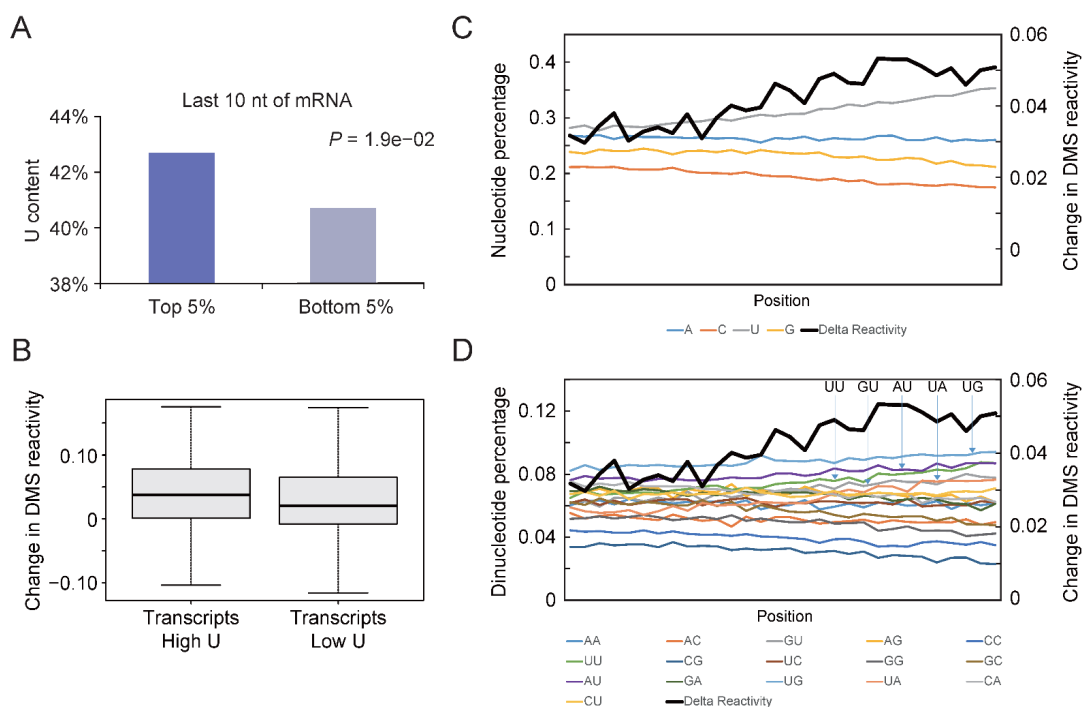 A
Last 10 nt of mRNA
P = 1.9e−02
U content
44%
42%
40%
38%
Top 5%
Bottom 5%
B
Change in DMS reactivity
0.10
0
−0.10
Transcripts
High U
Transcripts
Low U
C
Nucleotide percentage
0.4
0.3
0.2
0.1
0
0.06
0.04
0.02
0
Change in DMS reactivity
Position
A C U G Delta Reactivity
D
Dinucleotide percentage
0.12
0.08
0.04
0
UU GU AU UA UG
0.06
0.04
0.02
0
Change in DMS reactivity
Position
AA AC GU AG CC
UU CG UC GG GC
AU GA UG UA CA
CU Delta Reactivity